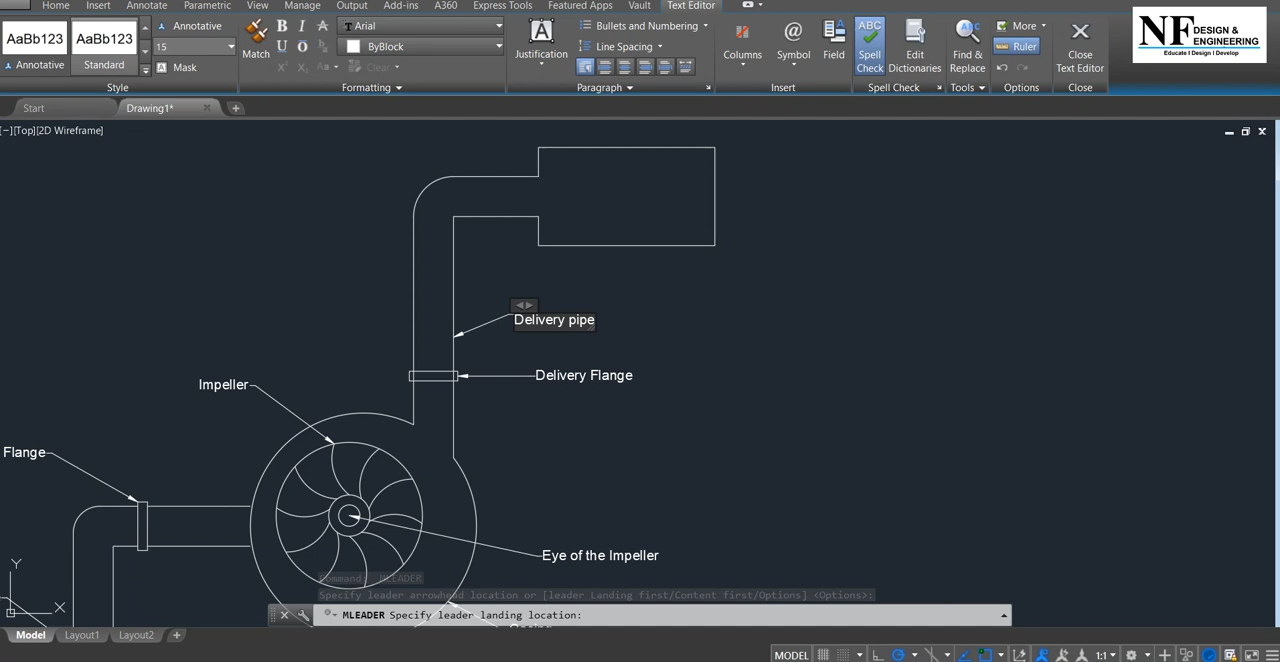 Home Insert Annotate Parametric View Manage Output Add-ins A360 Express Tools Featured Apps Vault Layout Text Editor
AaBb123 AaBb123
Annotative Standard
Annotative
15
Mask
Style
Match
B I A
U O
Aa
Clear
Arial
ByBlock
Formatting
Justification
Bullets and Numbering
Line Spacing
Paragraph
Columns
Symbol
@
Field
Insert
ABC
Spell Check
Edit Dictionaries
Spell Check
Find & Replace
Tools
More
Ruler
Options
Close Text Editor
Close
NF DESIGN & ENGINEERING
Educate I Design I Develop
Start
Drawing1*
[−][Top][2D Wireframe]
Delivery pipe
Delivery Flange
Impeller
Flange
Eye of the Impeller
Y
X
Command: MLEADER
Specify leader arrowhead location or [leader Landing first/Content first/Options] <Options>:
MLEADER Specify leader landing location:
Model Layout1 Layout2
MODEL
1:1